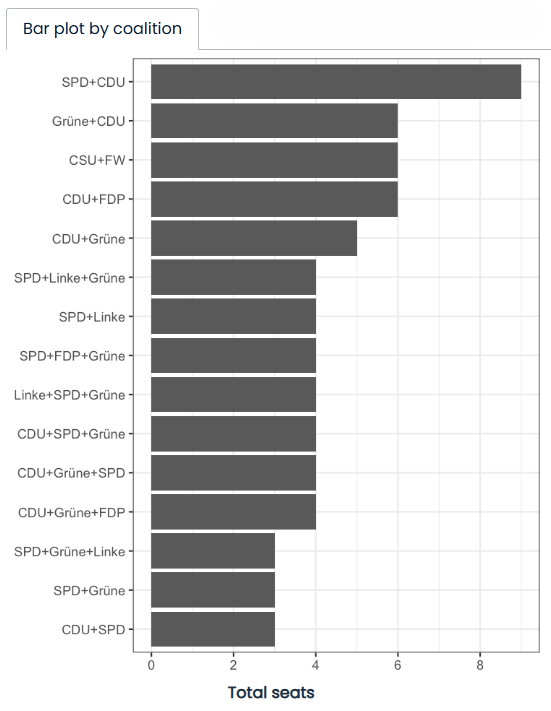 Bar plot by coalition
SPD+CDU
Grüne+CDU
CSU+FW
CDU+FDP
CDU+Grüne
SPD+Linke+Grüne
SPD+Linke
SPD+FDP+Grüne
Linke+SPD+Grüne
CDU+SPD+Grüne
CDU+Grüne+SPD
CDU+Grüne+FDP
SPD+Grüne+Linke
SPD+Grüne
CDU+SPD
0 2 4 6 8
Total seats